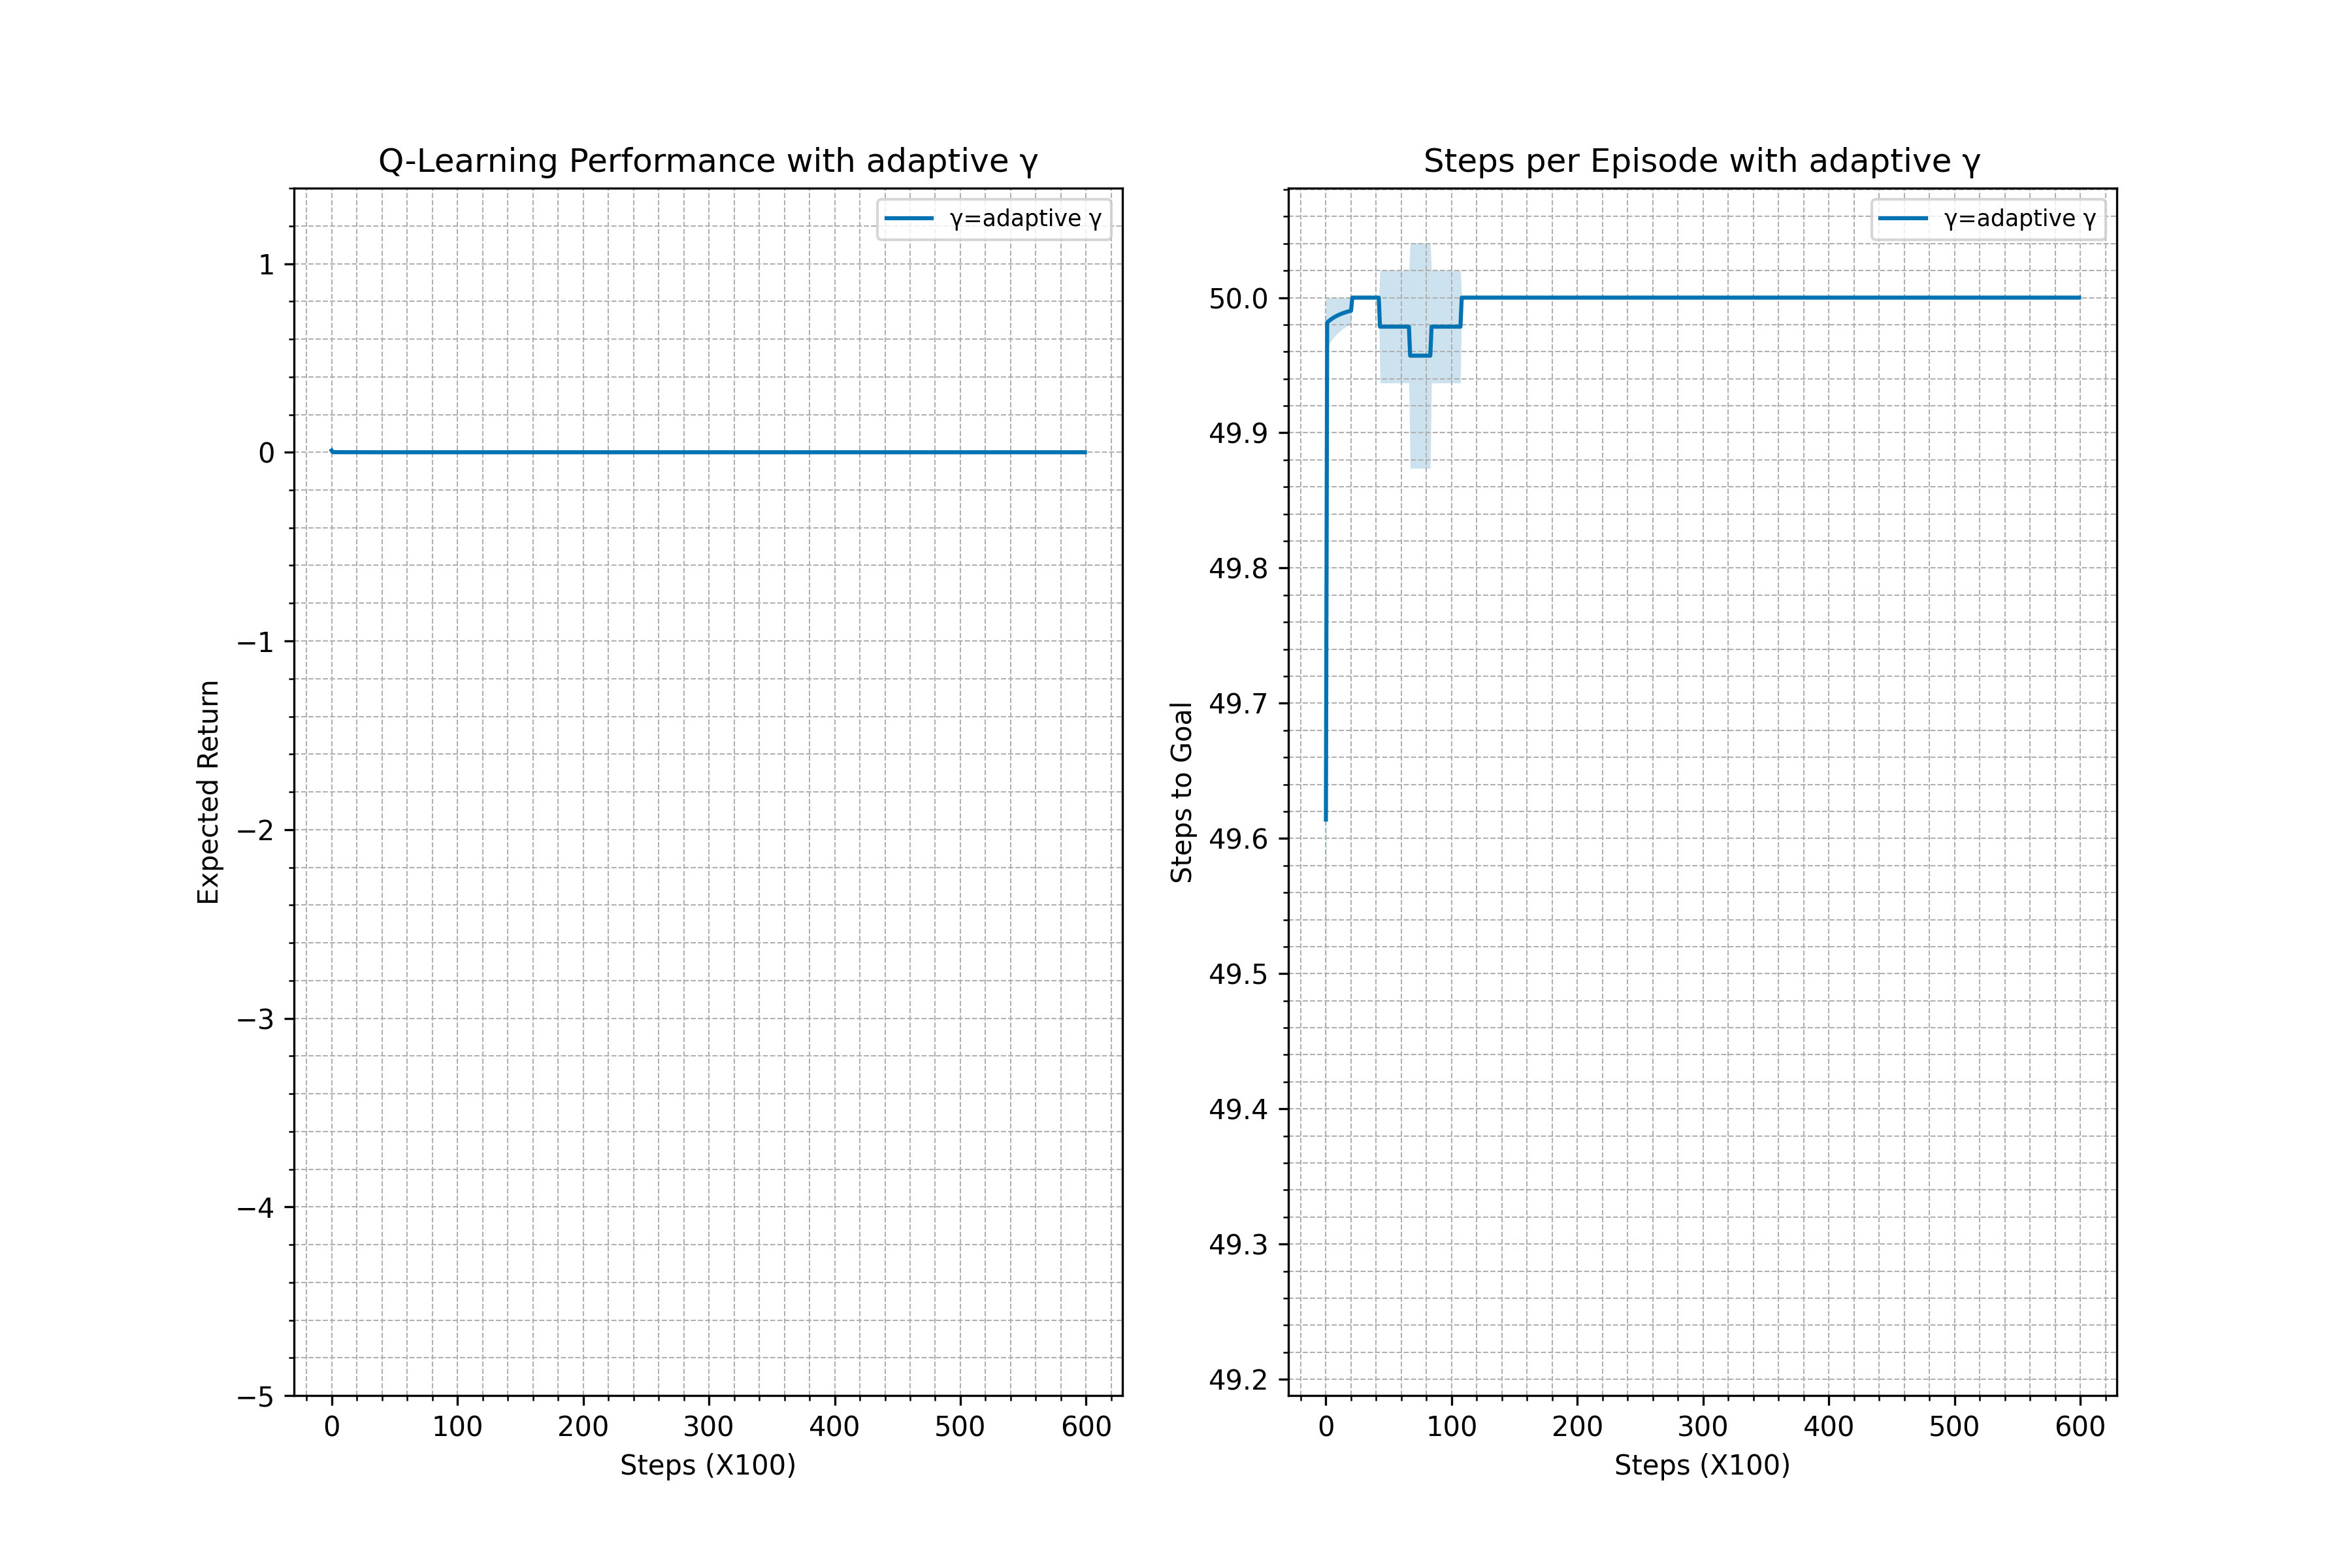 Q-Learning Performance with adaptive γ
γ=adaptive γ
1
0
−1
−2
−3
−4
−5
Expected Return
0 100 200 300 400 500 600
Steps (X100)
Steps per Episode with adaptive γ
γ=adaptive γ
50.0
49.9
49.8
49.7
49.6
49.5
49.4
49.3
49.2
Steps to Goal
0 100 200 300 400 500 600
Steps (X100)